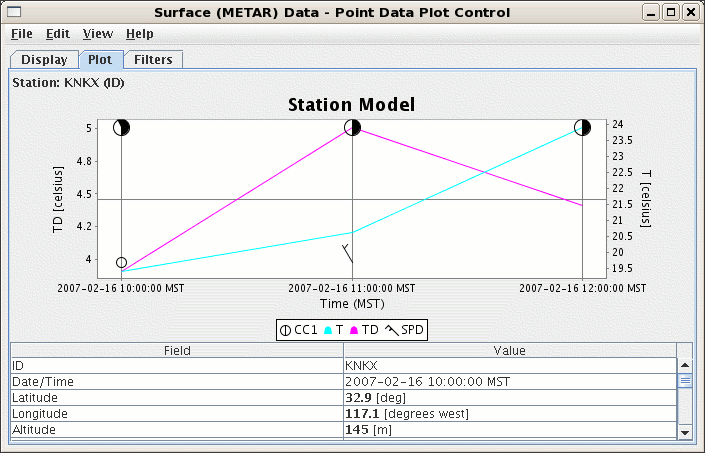 Surface (METAR) Data - Point Data Plot Control
File Edit View Help
Display Plot Filters
Station: KNKX (ID)
Station Model
5
4.8
4.5
4.2
4
TD [celsius]
24
23.5
23
22.5
22
21.5
21
20.5
20
19.5
T [celsius]
2007-02-16 10:00:00 MST 2007-02-16 11:00:00 MST 2007-02-16 12:00:00 MST
Time (MST)
CC1 T TD SPD
Field Value
ID KNKX
Date/Time 2007-02-16 10:00:00 MST
Latitude 32.9 [deg]
Longitude 117.1 [degrees west]
Altitude 145 [m]